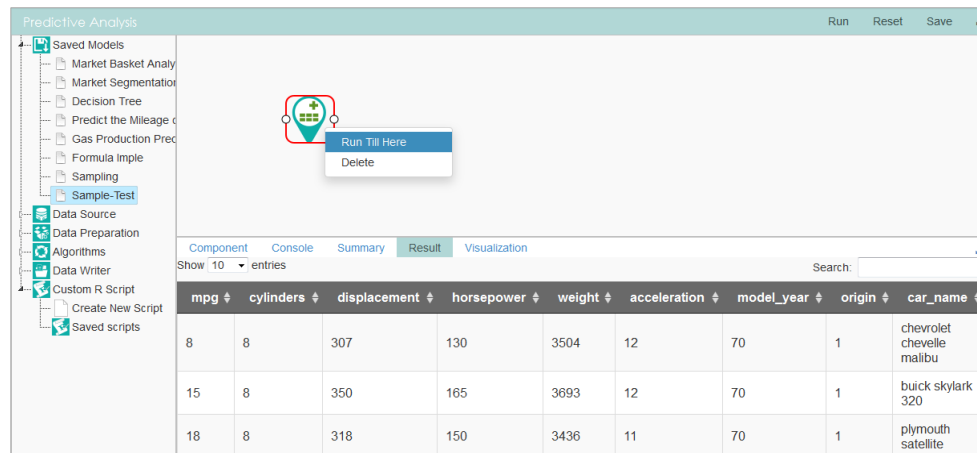 Predictive Analysis
Run Reset Save
Saved Models
Market Basket Analy
Market Segmentation
Decision Tree
Predict the Mileage
Gas Production Pred
Formula Imple
Sampling
Sample-Test
Data Source
Data Preparation
Algorithms
Data Writer
Custom R Script
Create New Script
Saved scripts
Run Till Here
Delete
Component Console Summary Result Visualization
Show 10 entries Search:
mpg cylinders displacement horsepower weight acceleration model_year origin car_name
8 8 307 130 3504 12 70 1 chevrolet
chevelle
malibu
15 8 350 165 3693 12 70 1 buick skylark
320
18 8 318 150 3436 11 70 1 plymouth
satellite